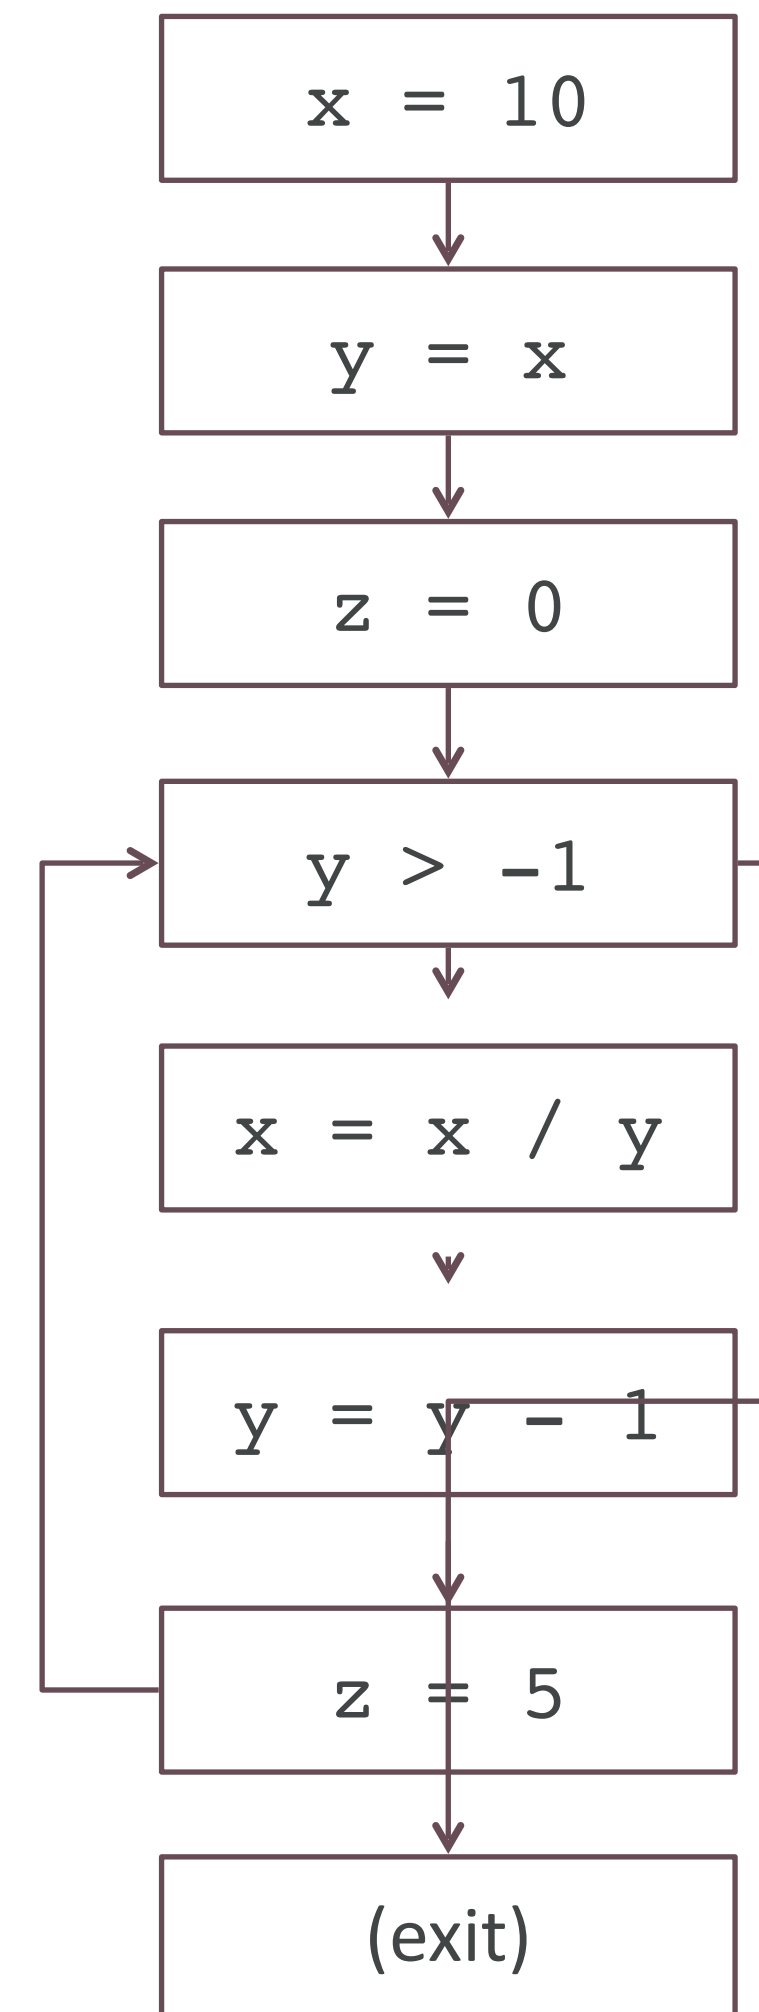 x = 10
y = x
z = 0
y > -1
x = x / y
y = y - 1
z = 5
(exit)